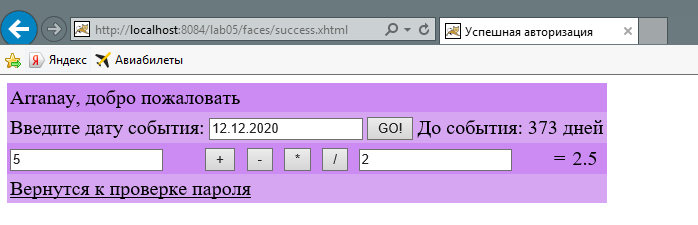 http://localhost:8084/lab05/faces/success.xhtml
Успешная авторизация
Яндекс Авиабилеты
Arranay, добро пожаловать
Введите дату события: 12.12.2020 GO! До события: 373 дней
5 + - * / 2 = 2.5
Вернутся к проверке пароля